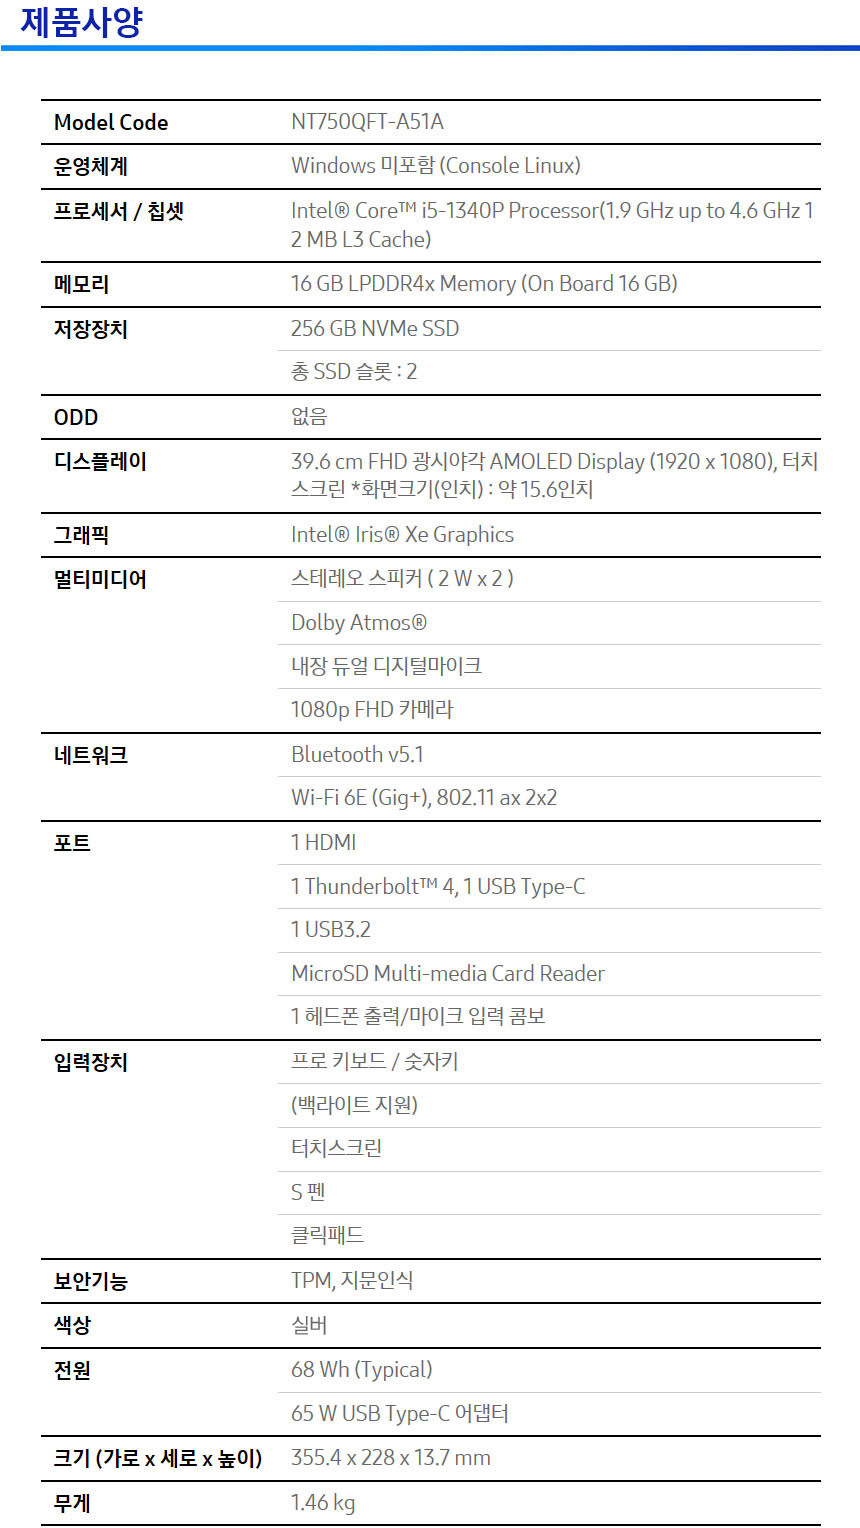 제품사양
Model Code NT750QFT-A51A
운영체계 Windows 미포함 (Console Linux)
프로세서 / 칩셋 Intel® Core™ i5-1340P Processor(1.9 GHz up to 4.6 GHz 1
2 MB L3 Cache)
메모리 16 GB LPDDR4x Memory (On Board 16 GB)
저장장치 256 GB NVMe SSD
총 SSD 슬롯 : 2
ODD 없음
디스플레이 39.6 cm FHD 광시야각 AMOLED Display (1920 x 1080), 터치
스크린 *화면크기(인치) : 약 15.6인치
그래픽 Intel® Iris® Xe Graphics
멀티미디어 스테레오 스피커 ( 2 W x 2 )
Dolby Atmos®
내장 듀얼 디지털마이크
1080p FHD 카메라
네트워크 Bluetooth v5.1
Wi-Fi 6E (Gig+), 802.11 ax 2x2
포트 1 HDMI
1 Thunderbolt™ 4, 1 USB Type-C
1 USB3.2
MicroSD Multi-media Card Reader
1 헤드폰 출력/마이크 입력 콤보
입력장치 프로 키보드 / 숫자키
(백라이트 지원)
터치스크린
S 펜
클릭패드
보안기능 TPM, 지문인식
색상 실버
전원 68 Wh (Typical)
65 W USB Type-C 어댑터
크기 (가로 x 세로 x 높이) 355.4 x 228 x 13.7 mm
무게 1.46 kg